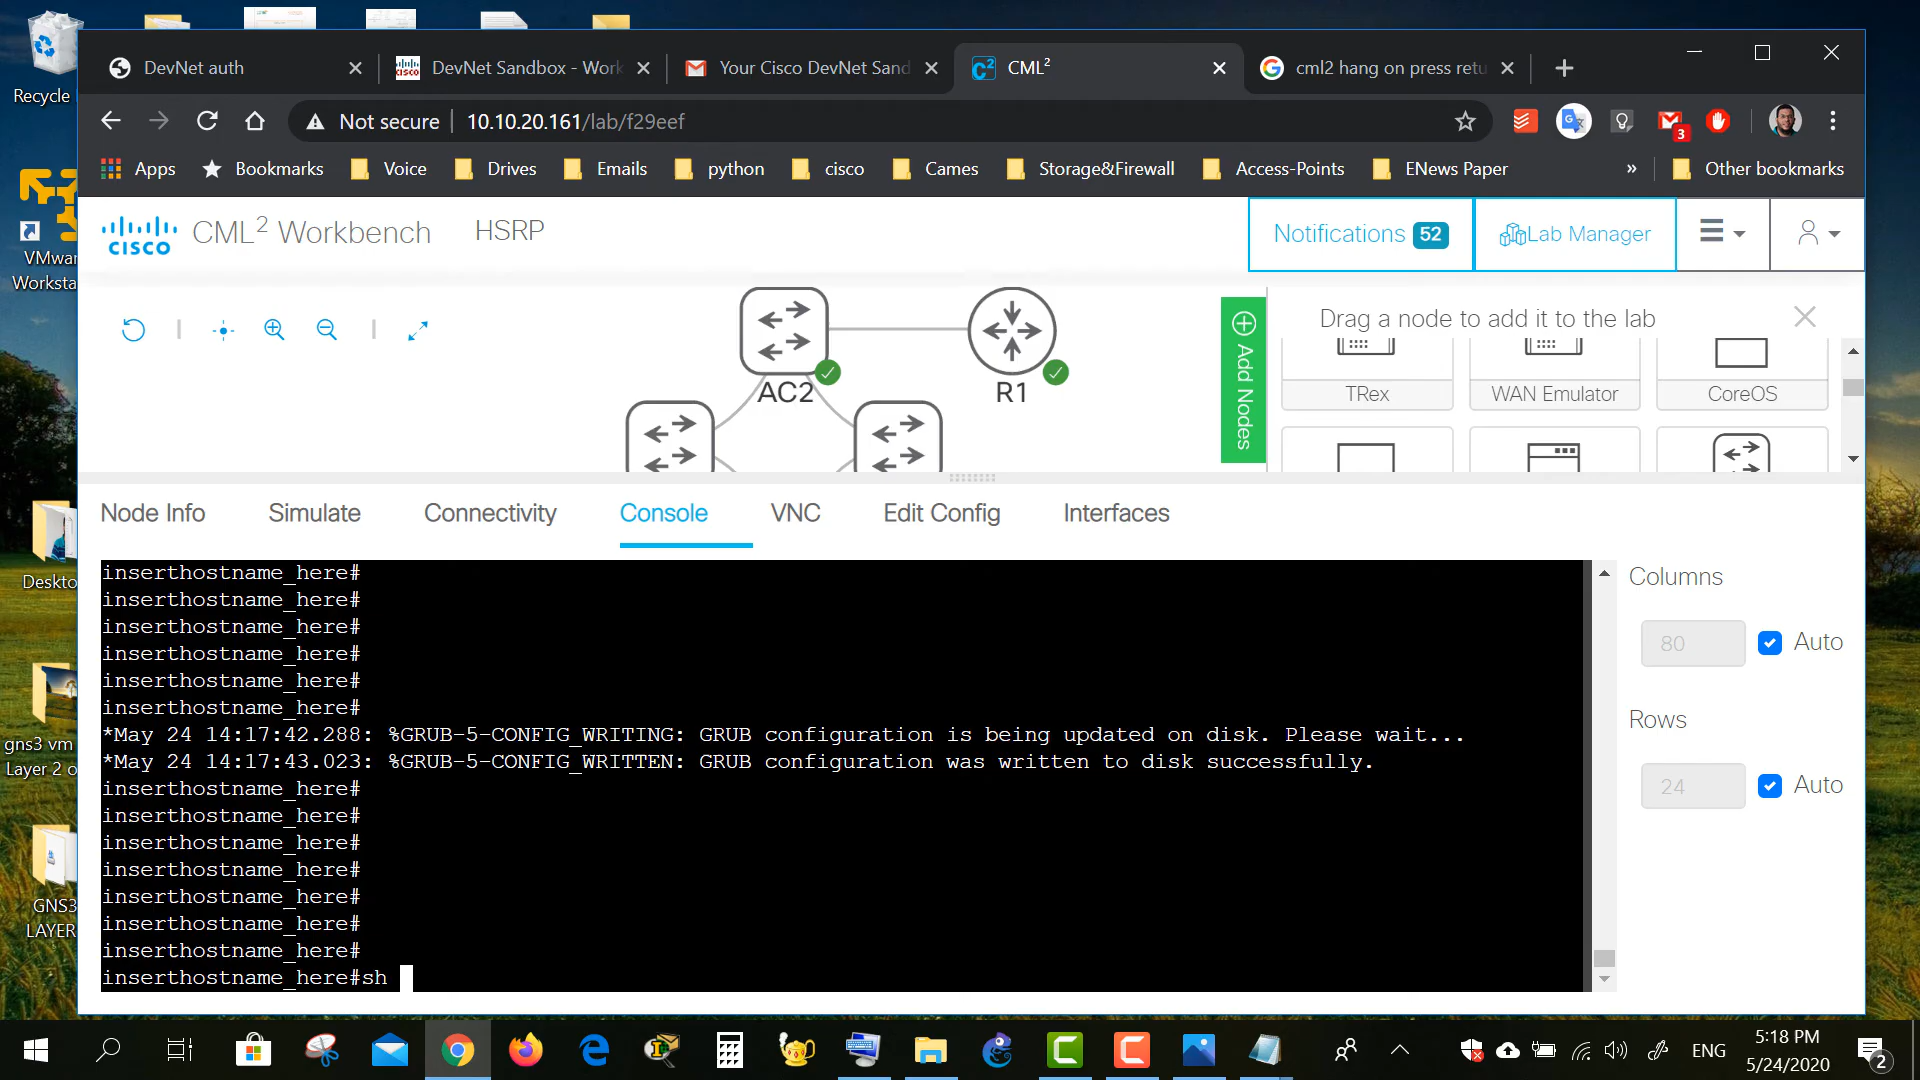 Recycle
VMwar
Worksta
Deskto
gns3 vm
Layer 2 o
GNS3
LAYER
DevNet auth
DevNet Sandbox - Work
Your Cisco DevNet Sand
CML²
cml2 hang on press retu
Not secure
10.10.20.161/lab/f29eef
3
Apps
Bookmarks
Voice
Drives
Emails
python
cisco
Cames
Storage&Firewall
Access-Points
ENews Paper
»
Other bookmarks
CISCO
CML² Workbench
HSRP
Notifications 52
Lab Manager
AC2
R1
Add Nodes
Drag a node to add it to the lab
TRex
WAN Emulator
CoreOS
Node Info
Simulate
Connectivity
Console
VNC
Edit Config
Interfaces
inserthostname_here#
inserthostname_here#
inserthostname_here#
inserthostname_here#
inserthostname_here#
inserthostname_here#
*May 24 14:17:42.288: %GRUB-5-CONFIG_WRITING: GRUB configuration is being updated on disk. Please wait...
*May 24 14:17:43.023: %GRUB-5-CONFIG_WRITTEN: GRUB configuration was written to disk successfully.
inserthostname_here#
inserthostname_here#
inserthostname_here#
inserthostname_here#
inserthostname_here#
inserthostname_here#
inserthostname_here#
inserthostname_here#sh
Columns
80
Auto
Rows
24
Auto
ENG
5:18 PM
5/24/2020
2